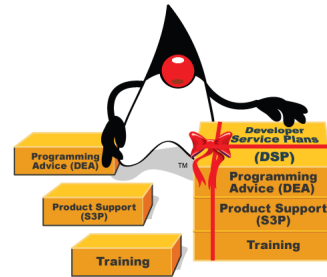 Developer
Service Plans
(DSP)
Programming
Advice (DEA)
Product Support
(S3P)
Training
Programming
Advice (DEA)
TM
Product Support
(S3P)
Training